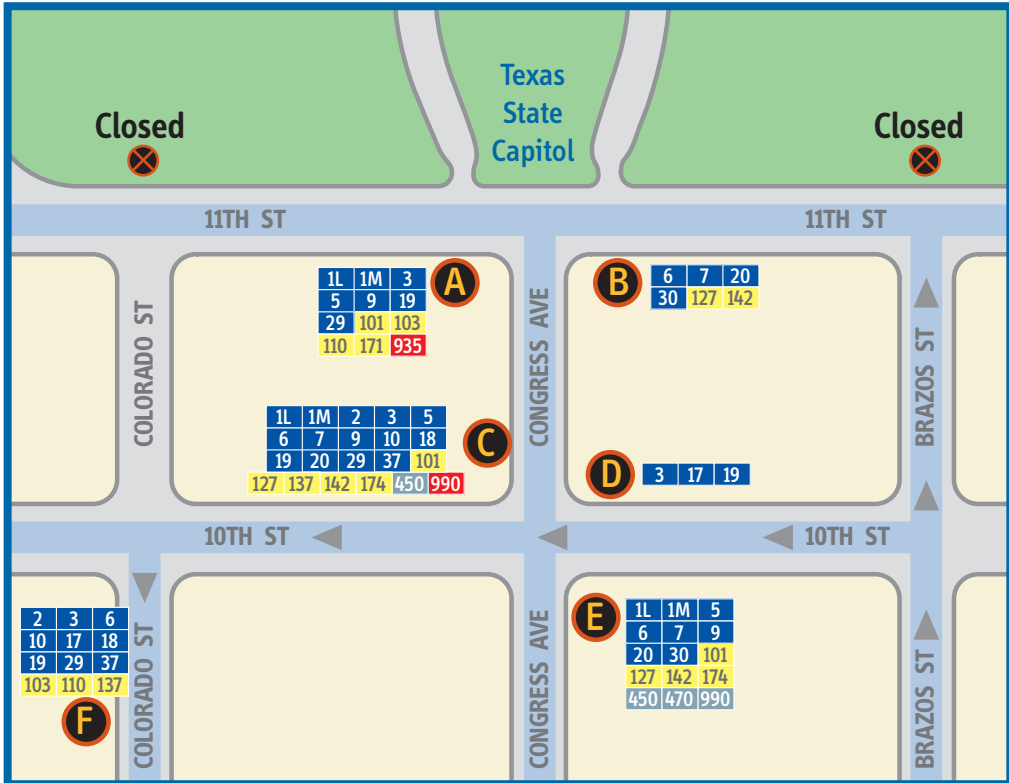 Texas
State
Capitol
Closed
Closed
11TH ST
11TH ST
1L 1M 3
5 9 19
29 101 103
110 171 935
A
B
6 7 20
30 127 142
COLORADO ST
CONGRESS AVE
BRAZOS ST
1L 1M 2 3 5
6 7 9 10 18
19 20 29 37 101
127 137 142 174 450 990
C
D
3 17 19
10TH ST
10TH ST
2 3 6
10 17 18
19 29 37
103 110 137
F
COLORADO ST
CONGRESS AVE
E
1L 1M 5
6 7 9
20 30 101
127 142 174
450 470 990
BRAZOS ST